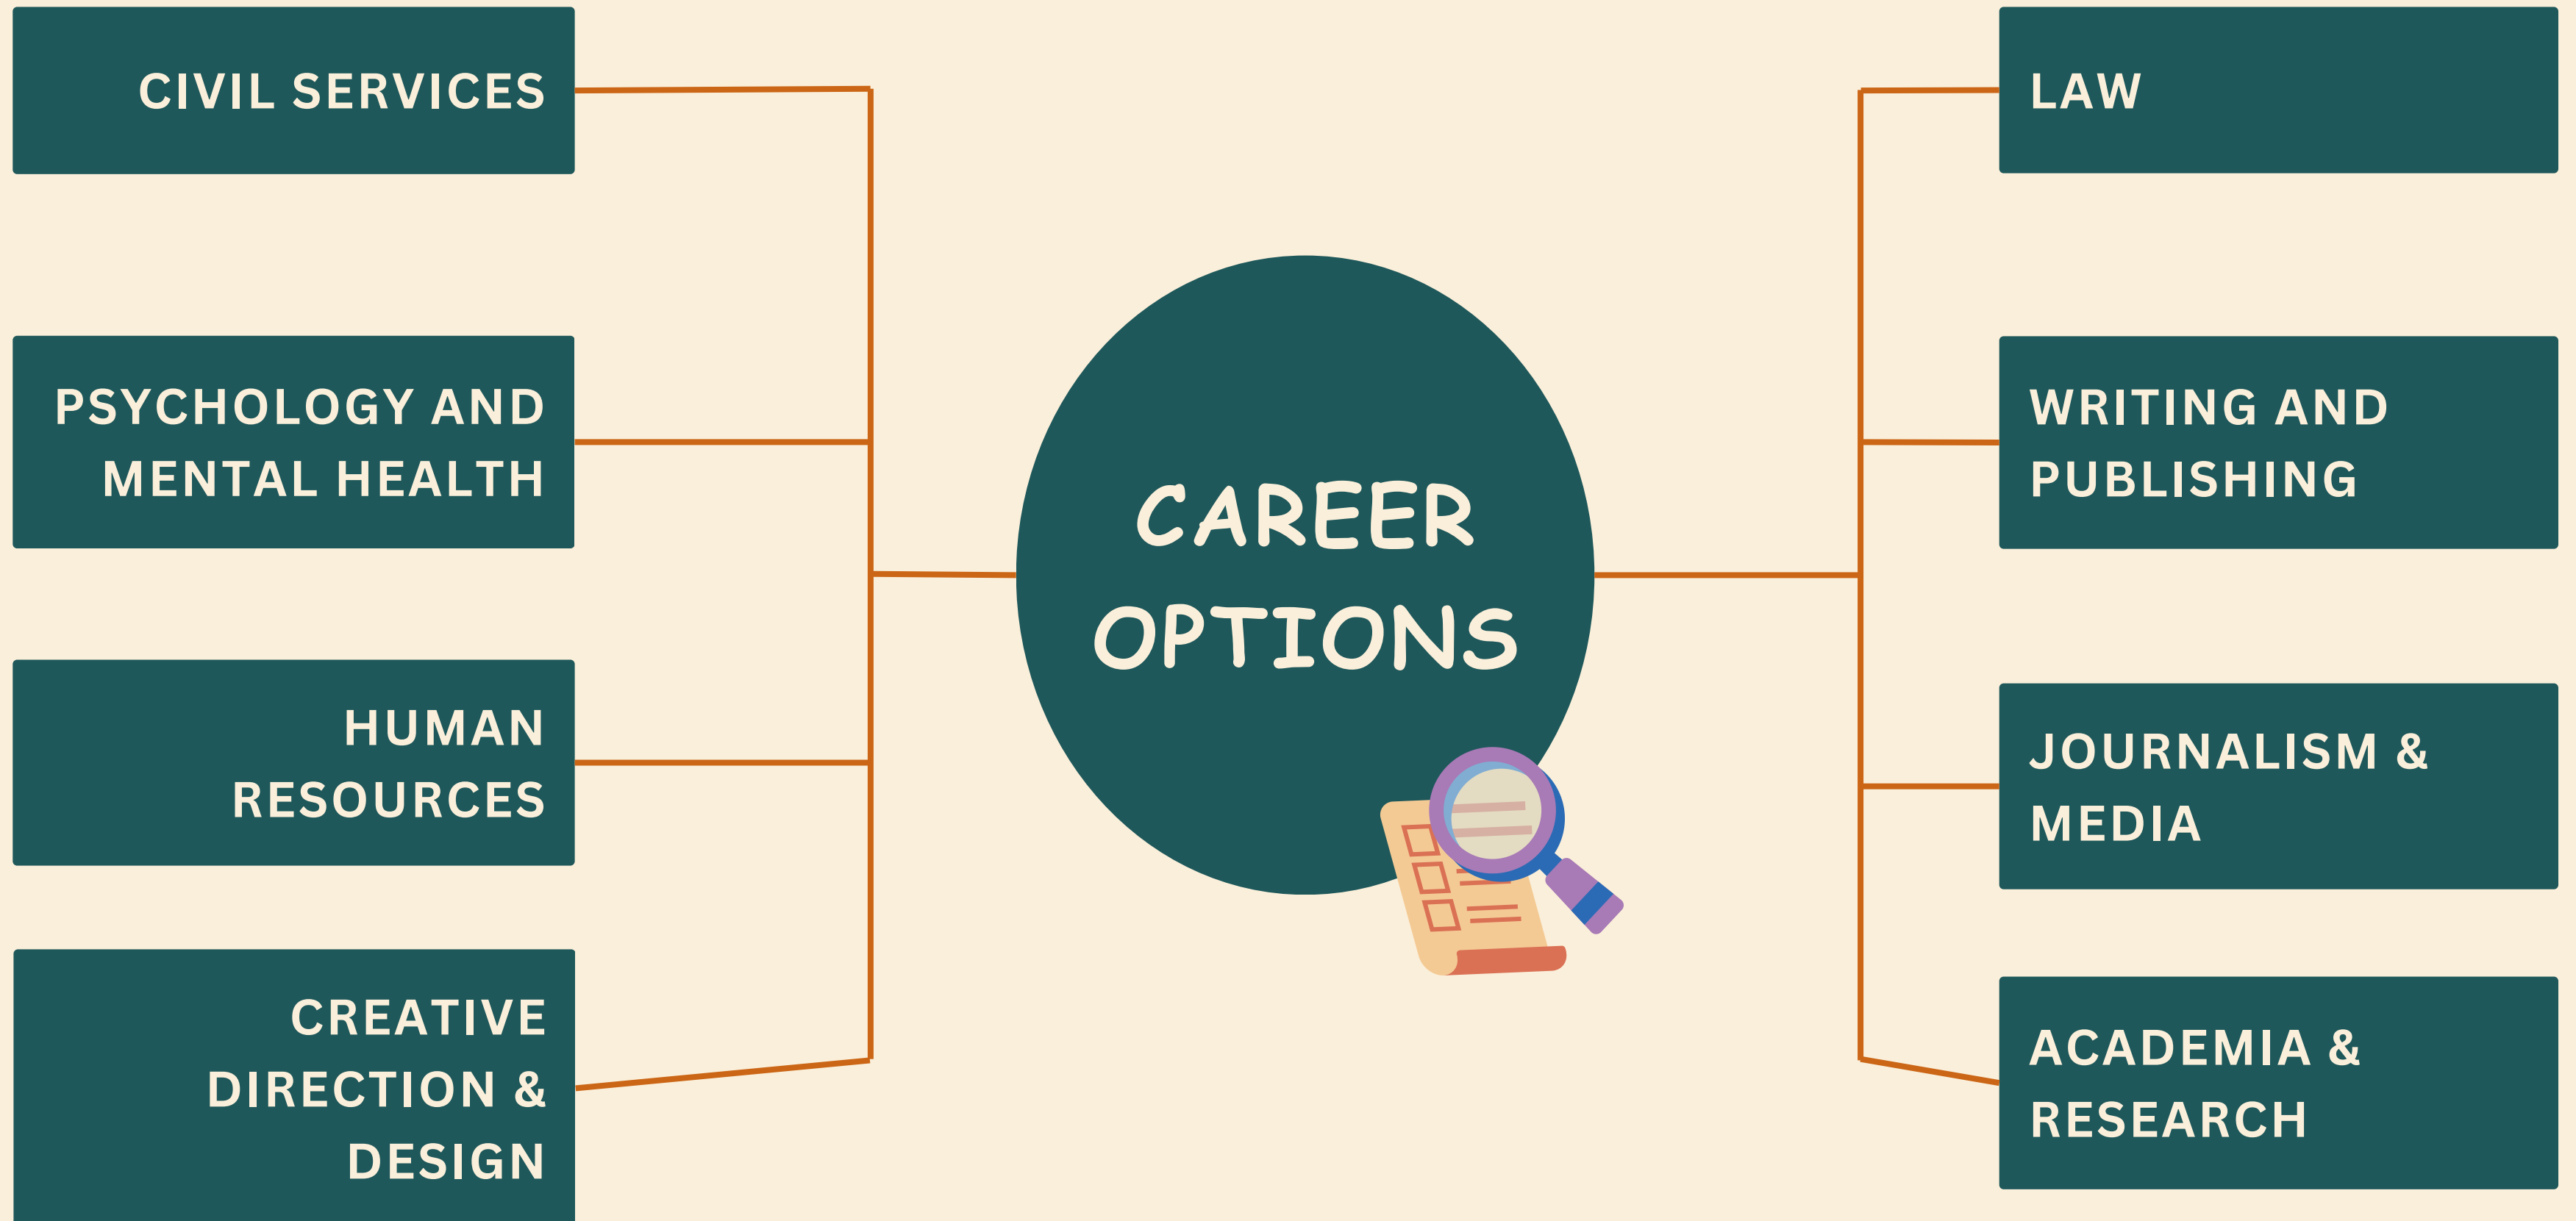 CIVIL SERVICES
PSYCHOLOGY AND
MENTAL HEALTH
HUMAN
RESOURCES
CREATIVE
DIRECTION &
DESIGN
CAREER
OPTIONS
LAW
WRITING AND
PUBLISHING
JOURNALISM &
MEDIA
ACADEMIA &
RESEARCH